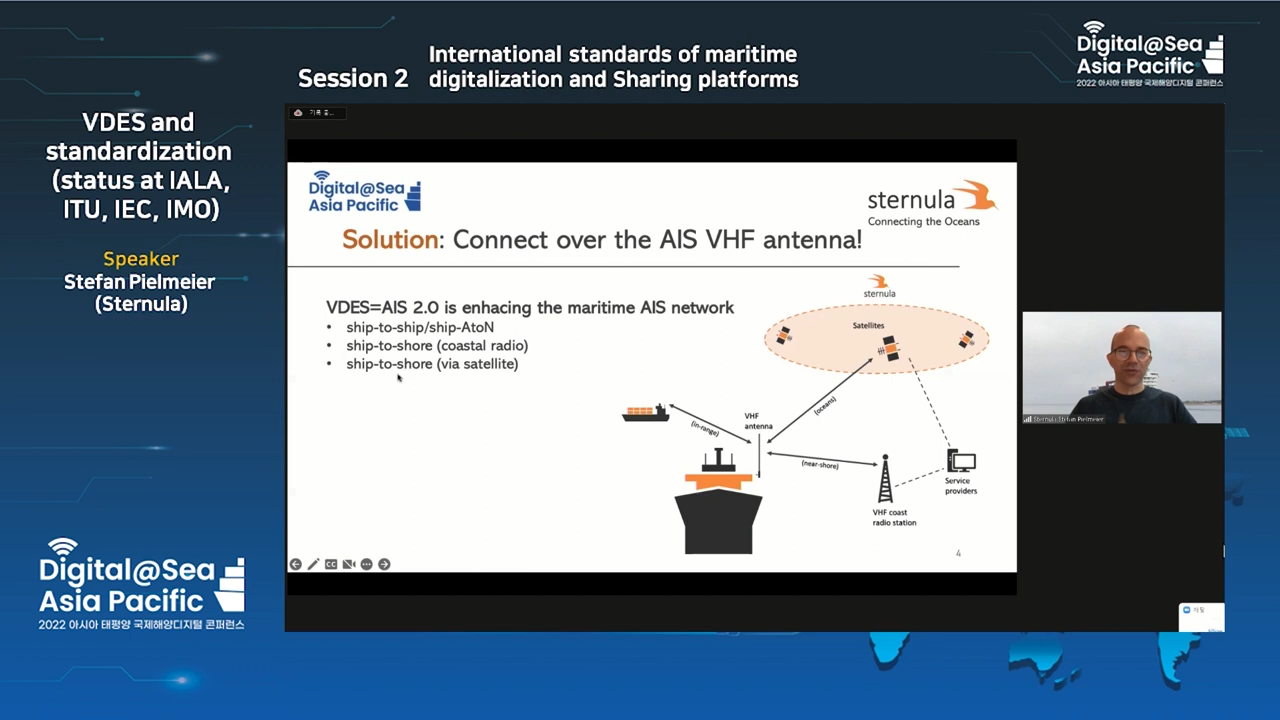 Session 2
International standards of maritime
digitalization and Sharing platforms
Digital@Sea
Asia Pacific
2022 아시아 태평양 국제해양디지털 콘퍼런스
VDES and
standardization
(status at IALA,
ITU, IEC, IMO)
Speaker
Stefan Pielmeier
(Sternula)
Digital@Sea
Asia Pacific
2022 아시아 태평양 국제해양디지털 콘퍼런스
Digital@Sea
Asia Pacific
sternula
Connecting the Oceans
Solution: Connect over the AIS VHF antenna!
VDES=AIS 2.0 is enhacing the maritime AIS network
• ship-to-ship/ship-AtoN
• ship-to-shore (coastal radio)
• ship-to-shore (via satellite)
sternula
Satellites
(oceans)
VHF
antenna
(in-range)
(near-shore)
Service
providers
VHF coast
radio station
4
CC
Sternula Stefan Pielmeier